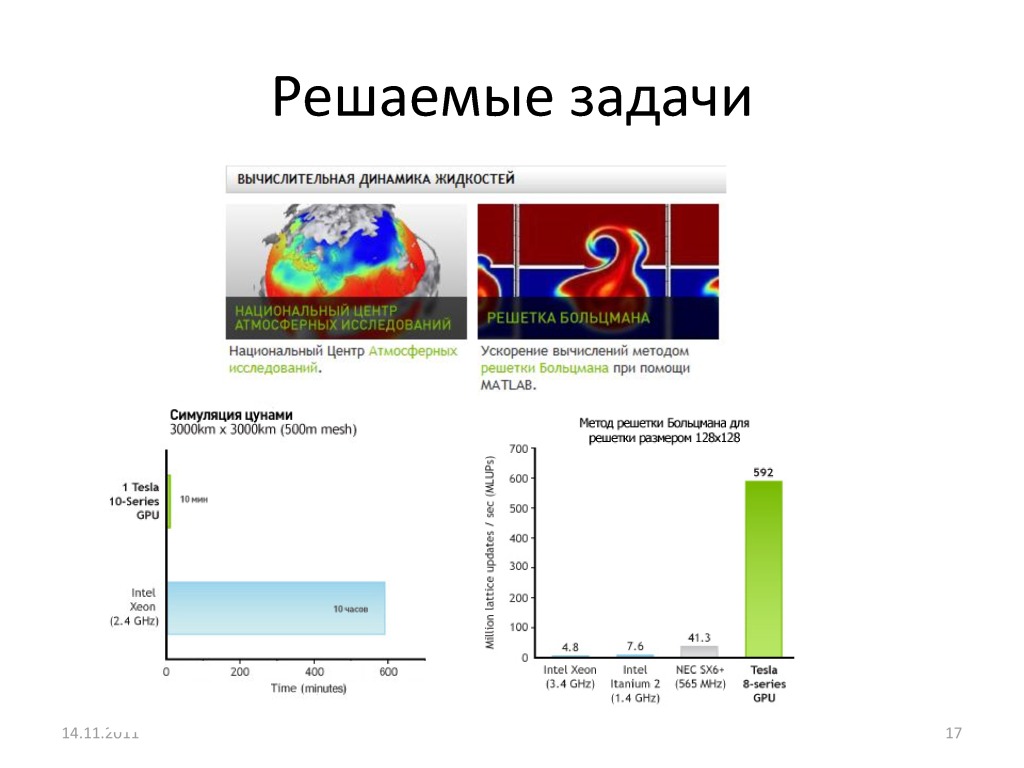 Решаемые задачи
ВЫЧИСЛИТЕЛЬНАЯ ДИНАМИКА ЖИДКОСТЕЙ
НАЦИОНАЛЬНЫЙ ЦЕНТР
АТМОСФЕРНЫХ ИССЛЕДОВАНИЙ
Национальный Центр Атмосферных
исследований.
РЕШЕТКА БОЛЬЦМАНА
Ускорение вычислений методом
решетки Больцмана при помощи
MATLAB.
Симуляция цунами
3000km x 3000km (500m mesh)
1 Tesla
10-Series
GPU
10 мин
Intel
Xeon
(2.4 GHz)
10 часов
0 200 400 600
Time (minutes)
Метод решетки Больцмана для
решетки размером 128x128
Million lattice updates / sec (MLUPs)
700
600
500
400
300
200
100
0
4.8
7.6
41.3
592
Intel Xeon
(3.4 GHz)
Intel
Itanium 2
(1.4 GHz)
NEC SX6+
(565 MHz)
Tesla
8-series
GPU
14.11.2011
17